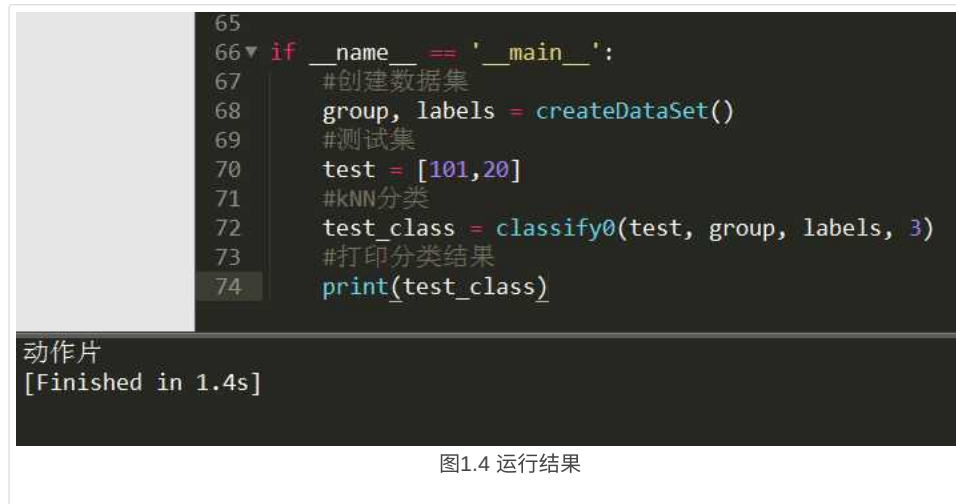 65
66 if __name__ == '__main__':
67 #创建数据集
68 group, labels = createDataSet()
69 #测试集
70 test = [101,20]
71 #kNN分类
72 test_class = classify0(test, group, labels, 3)
73 #打印分类结果
74 print(test_class)
动作片
[Finished in 1.4s]
图1.4 运行结果